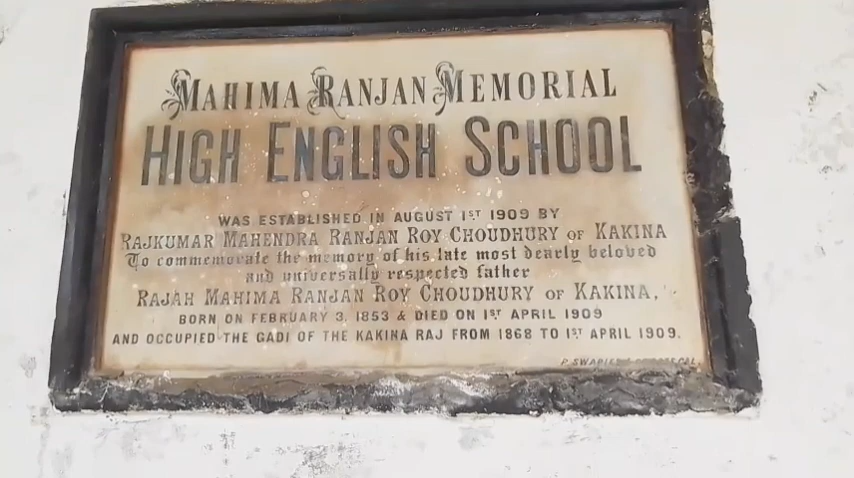 MAHIMA RANJAN MEMORIAL
HIGH ENGLISH SCHOOL
WAS ESTABLISHED IN AUGUST 1ST 1909 BY
RAJKUMAR MAHENDRA RANJAN ROY CHOUDHURY OF KAKINA
To commemorate the memory of his late most dearly beloved
and universally respected father
RAJAH MAHIMA RANJAN ROY CHOUDHURY OF KAKINA,
BORN ON FEBRUARY 3, 1853 & DIED ON 1ST APRIL 1909
AND OCCUPIED THE GADI OF THE KAKINA RAJ FROM 1868 TO 1ST APRIL 1909.